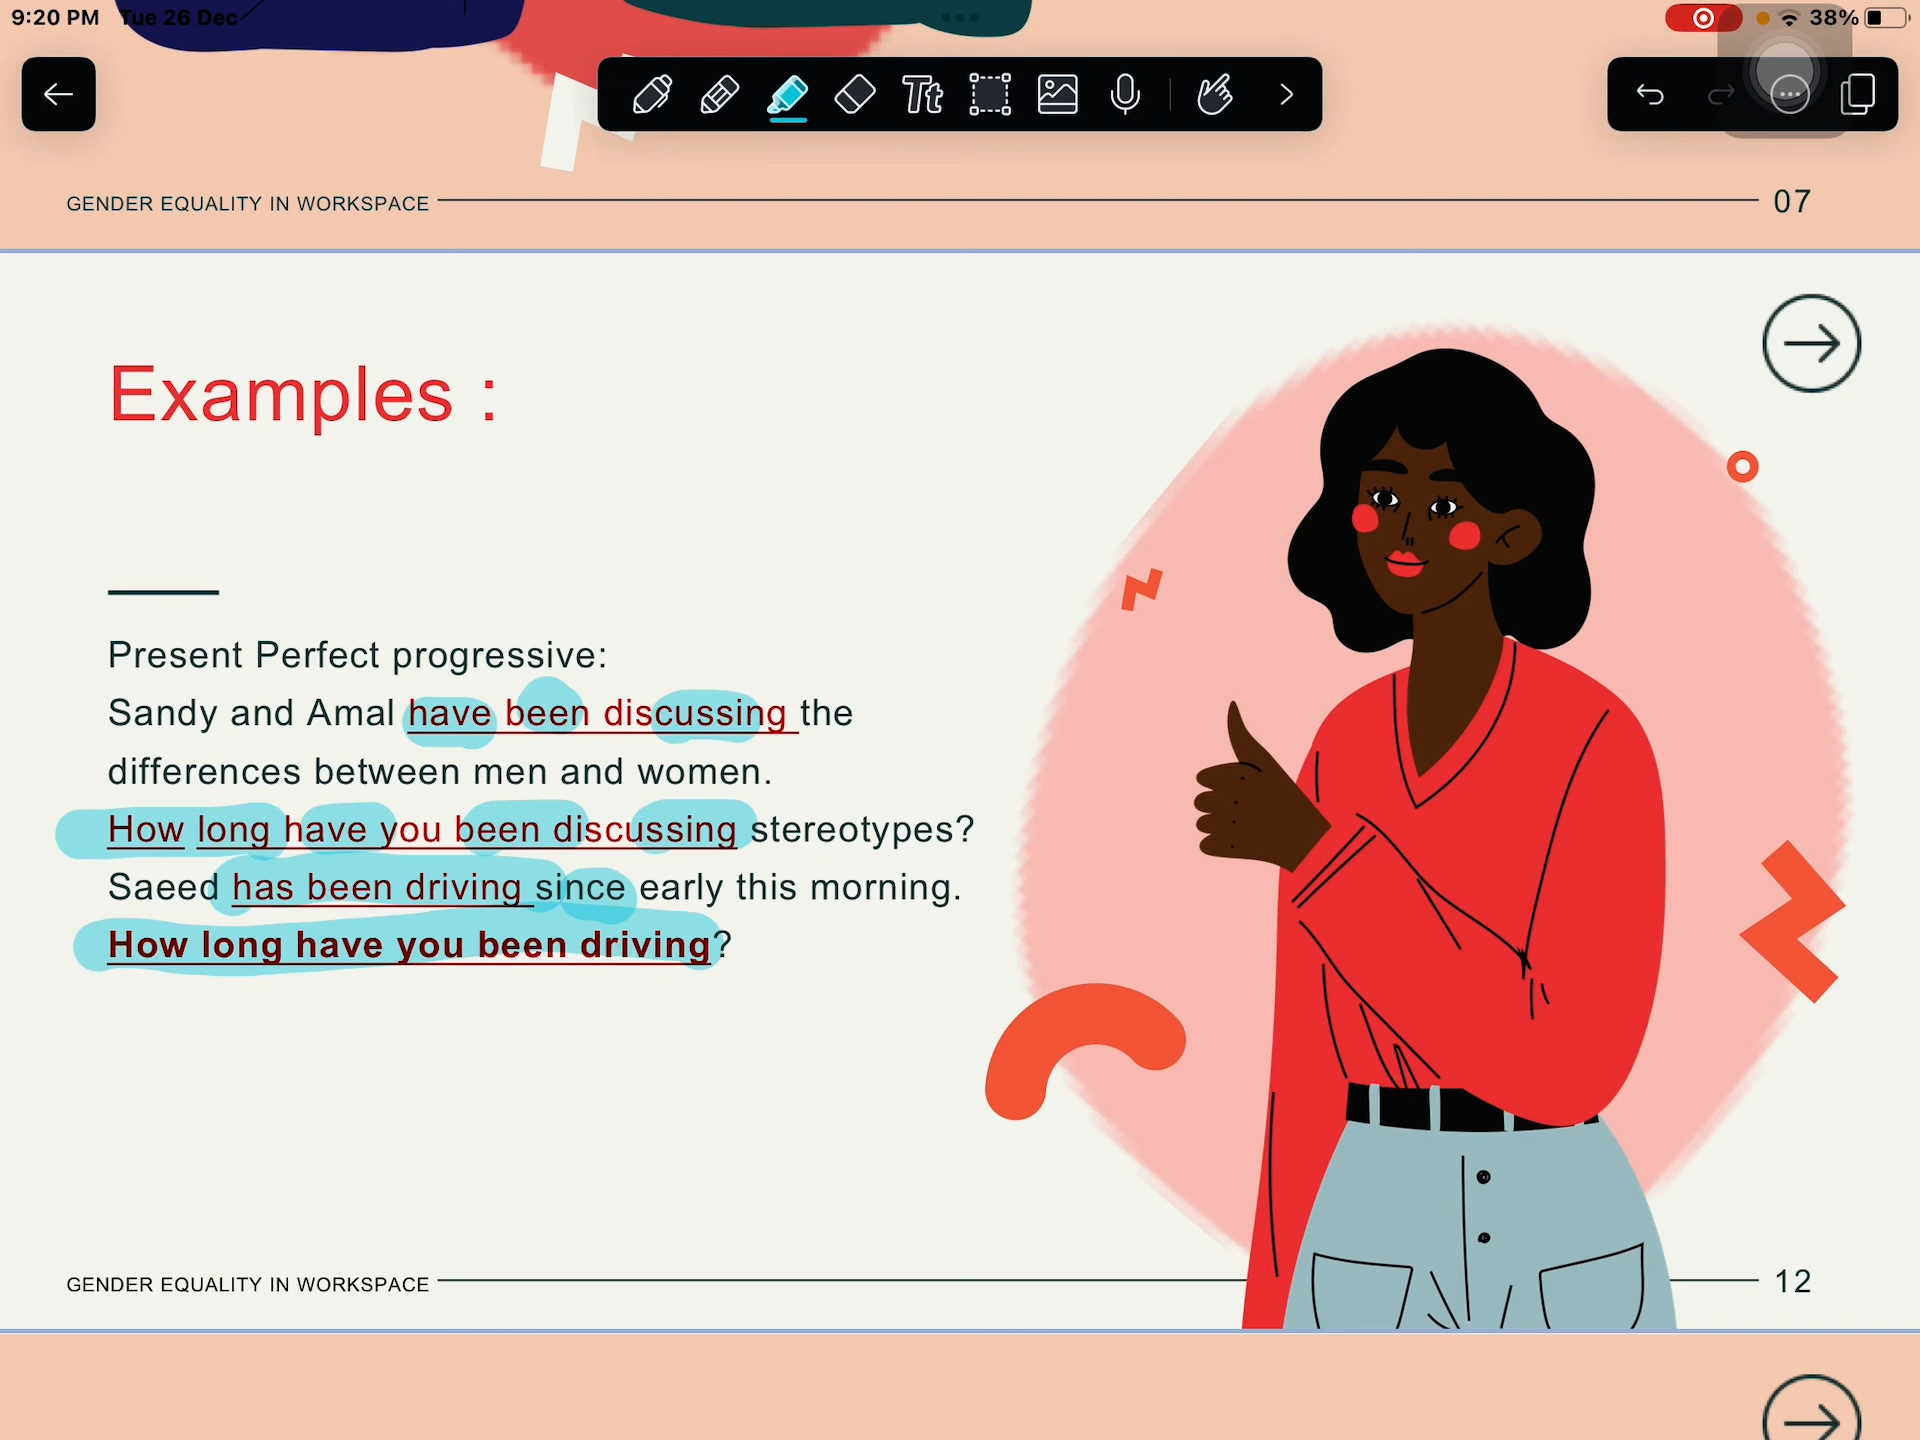 9:20 PM Tue 26 Dec
38%
Tt
GENDER EQUALITY IN WORKSPACE 07
Examples :
Present Perfect progressive:
Sandy and Amal have been discussing the
differences between men and women.
How long have you been discussing stereotypes?
Saeed has been driving since early this morning.
How long have you been driving?
GENDER EQUALITY IN WORKSPACE 12